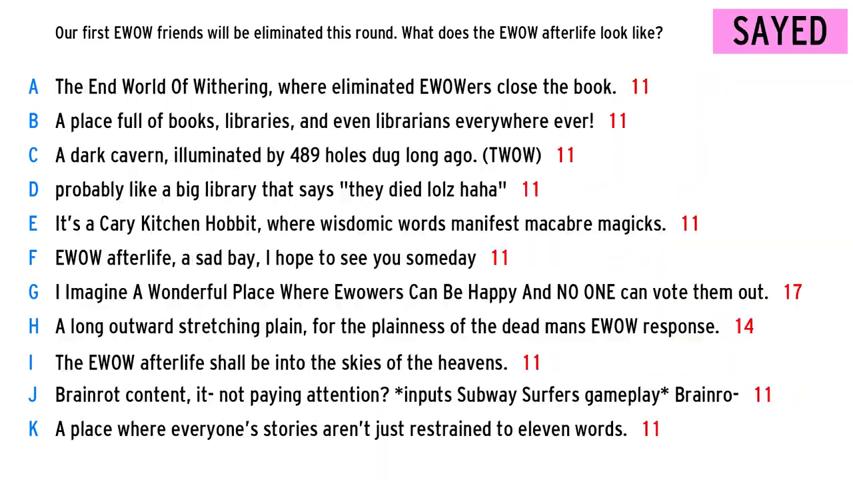 Our first EWOW friends will be eliminated this round. What does the EWOW afterlife look like?
SAYED
A The End World Of Withering, where eliminated EWOWers close the book. 11
B A place full of books, libraries, and even librarians everywhere ever! 11
C A dark cavern, illuminated by 489 holes dug long ago. (TWOW) 11
D probably like a big library that says "they died lolz haha" 11
E It's a Cary Kitchen Hobbit, where wisdomic words manifest macabre magicks. 11
F EWOW afterlife, a sad bay, I hope to see you someday 11
G I Imagine A Wonderful Place Where Ewowers Can Be Happy And NO ONE can vote them out. 17
H A long outward stretching plain, for the plainness of the dead mans EWOW response. 14
I The EWOW afterlife shall be into the skies of the heavens. 11
J Brainrot content, it- not paying attention? *inputs Subway Surfers gameplay* Brainro- 11
K A place where everyone's stories aren't just restrained to eleven words. 11